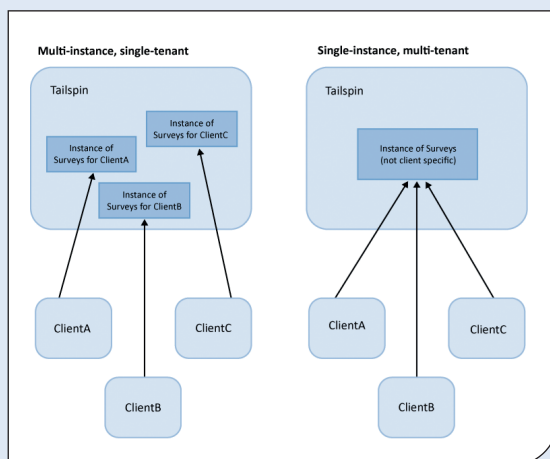 Multi-instance, single-tenant
Tailspin
Instance of
Surveys for ClientC
Instance of
Surveys for ClientA
Instance of
Surveys for ClientB
ClientA
ClientC
ClientB
Single-instance, multi-tenant
Tailspin
Instance of Surveys
(not client specific)
ClientA
ClientC
ClientB